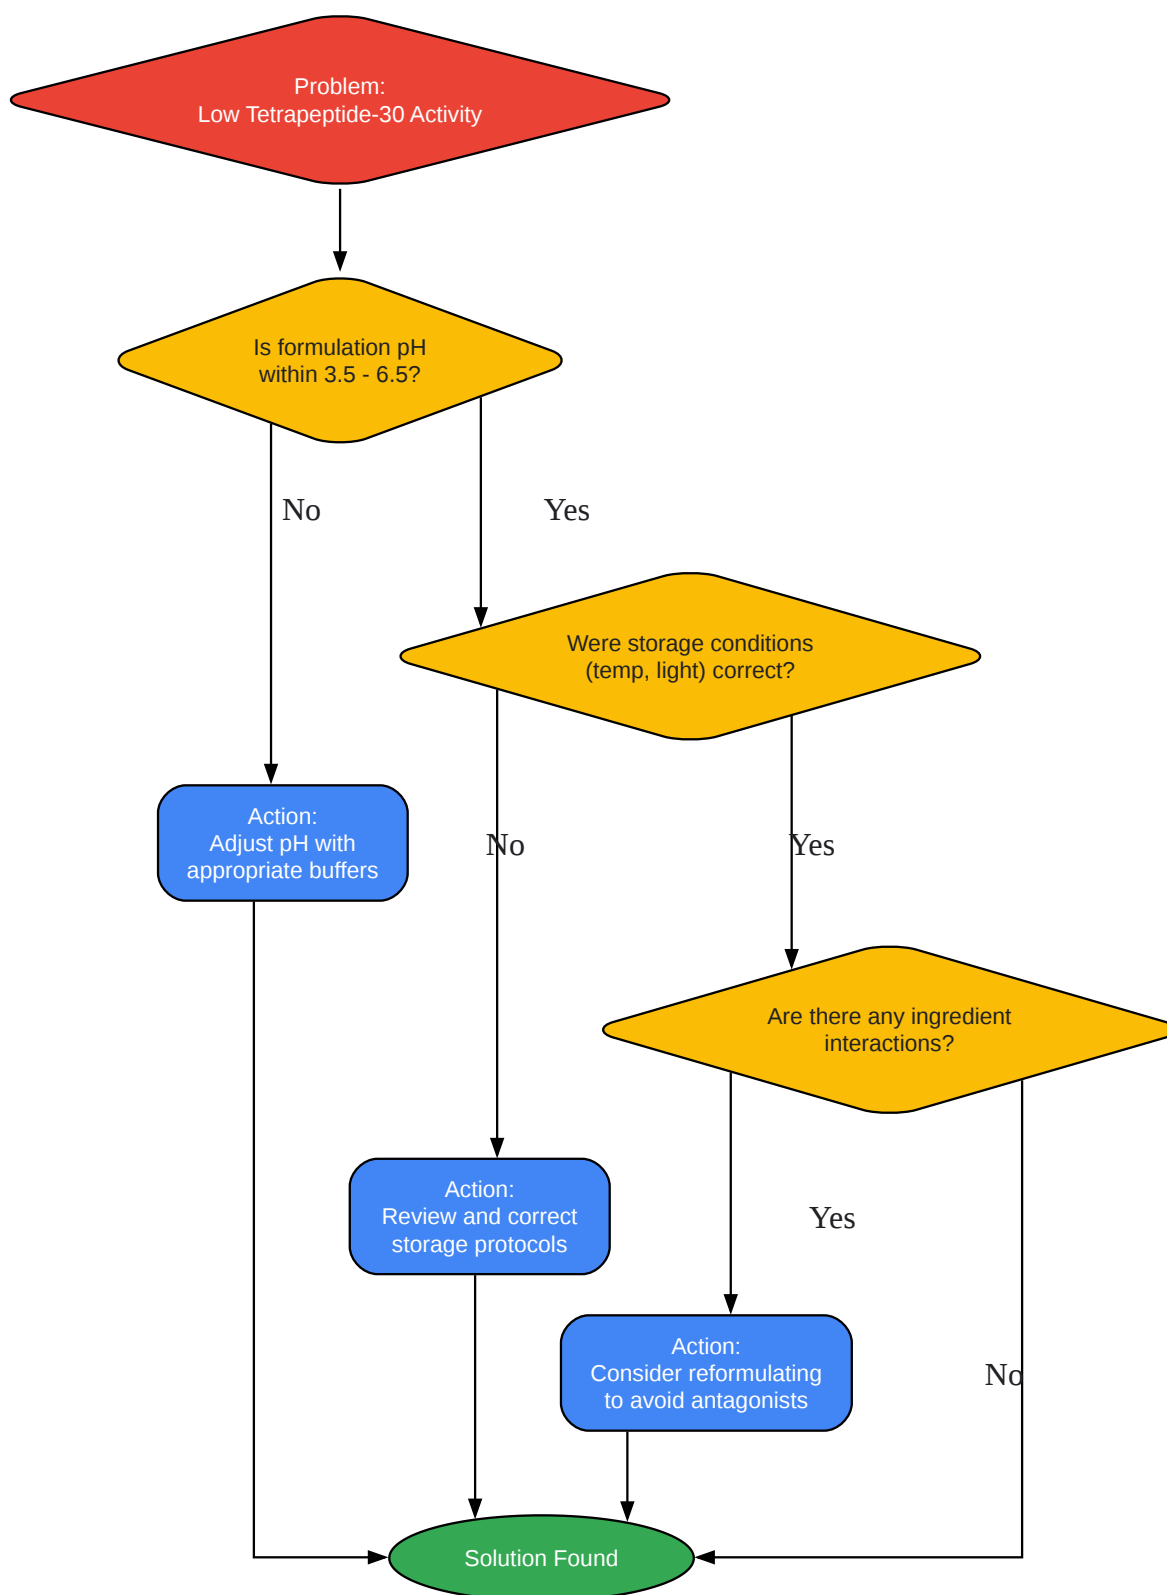 Problem:
Low Tetrapeptide-30 Activity
Is formulation pH
within 3.5 - 6.5?
No
Yes
Were storage conditions
(temp, light) correct?
Action:
Adjust pH with
appropriate buffers
No
Yes
Are there any ingredient
interactions?
Action:
Review and correct
storage protocols
Yes
Action:
Consider reformulating
to avoid antagonists
No
Solution Found